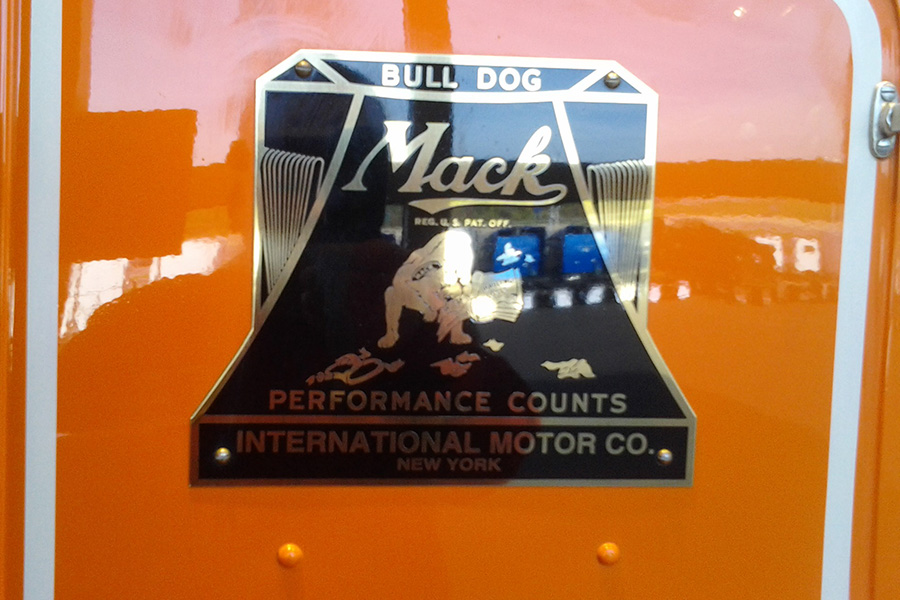 BULL DOG
Mack
REG. U. S. PAT. OFF.
PERFORMANCE COUNTS
INTERNATIONAL MOTOR CO.
NEW YORK